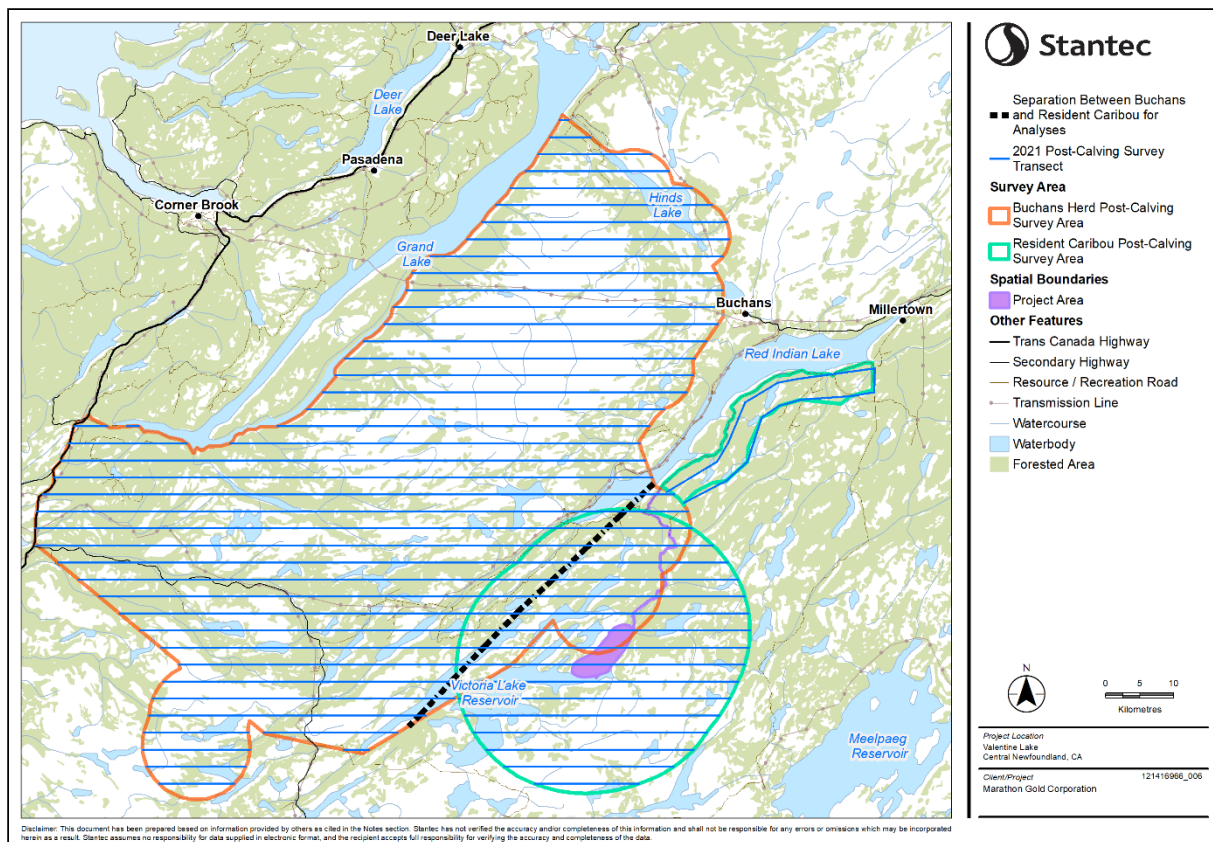 Deer Lake
Deer
Lake
Pasadena
Corner Brook
Hinds
Lake
Grand
Lake
Buchans
Millertown
Red Indian Lake
Victoria Lake
Reservoir
Meelpaeg
Reservoir
Stantec
Separation Between Buchans
and Resident Caribou for
Analyses
2021 Post-Calving Survey
Transect
Survey Area
Buchans Herd Post-Calving
Survey Area
Resident Caribou Post-Calving
Survey Area
Spatial Boundaries
Project Area
Other Features
Trans Canada Highway
Secondary Highway
Resource / Recreation Road
Transmission Line
Watercourse
Waterbody
Forested Area
N
0 5 10
Kilometres
Project Location
Valentine Lake
Central Newfoundland, CA
Client/Project 121416966_006
Marathon Gold Corporation
Disclaimer: This document has been prepared based on information provided by others as cited in the Notes section. Stantec has not verified the accuracy and/or completeness of this information and shall not be responsible for any errors or omissions which may be incorporated
herein as a result. Stantec assumes no responsibility for data supplied in electronic format, and the recipient accepts full responsibility for verifying the accuracy and completeness of the data.